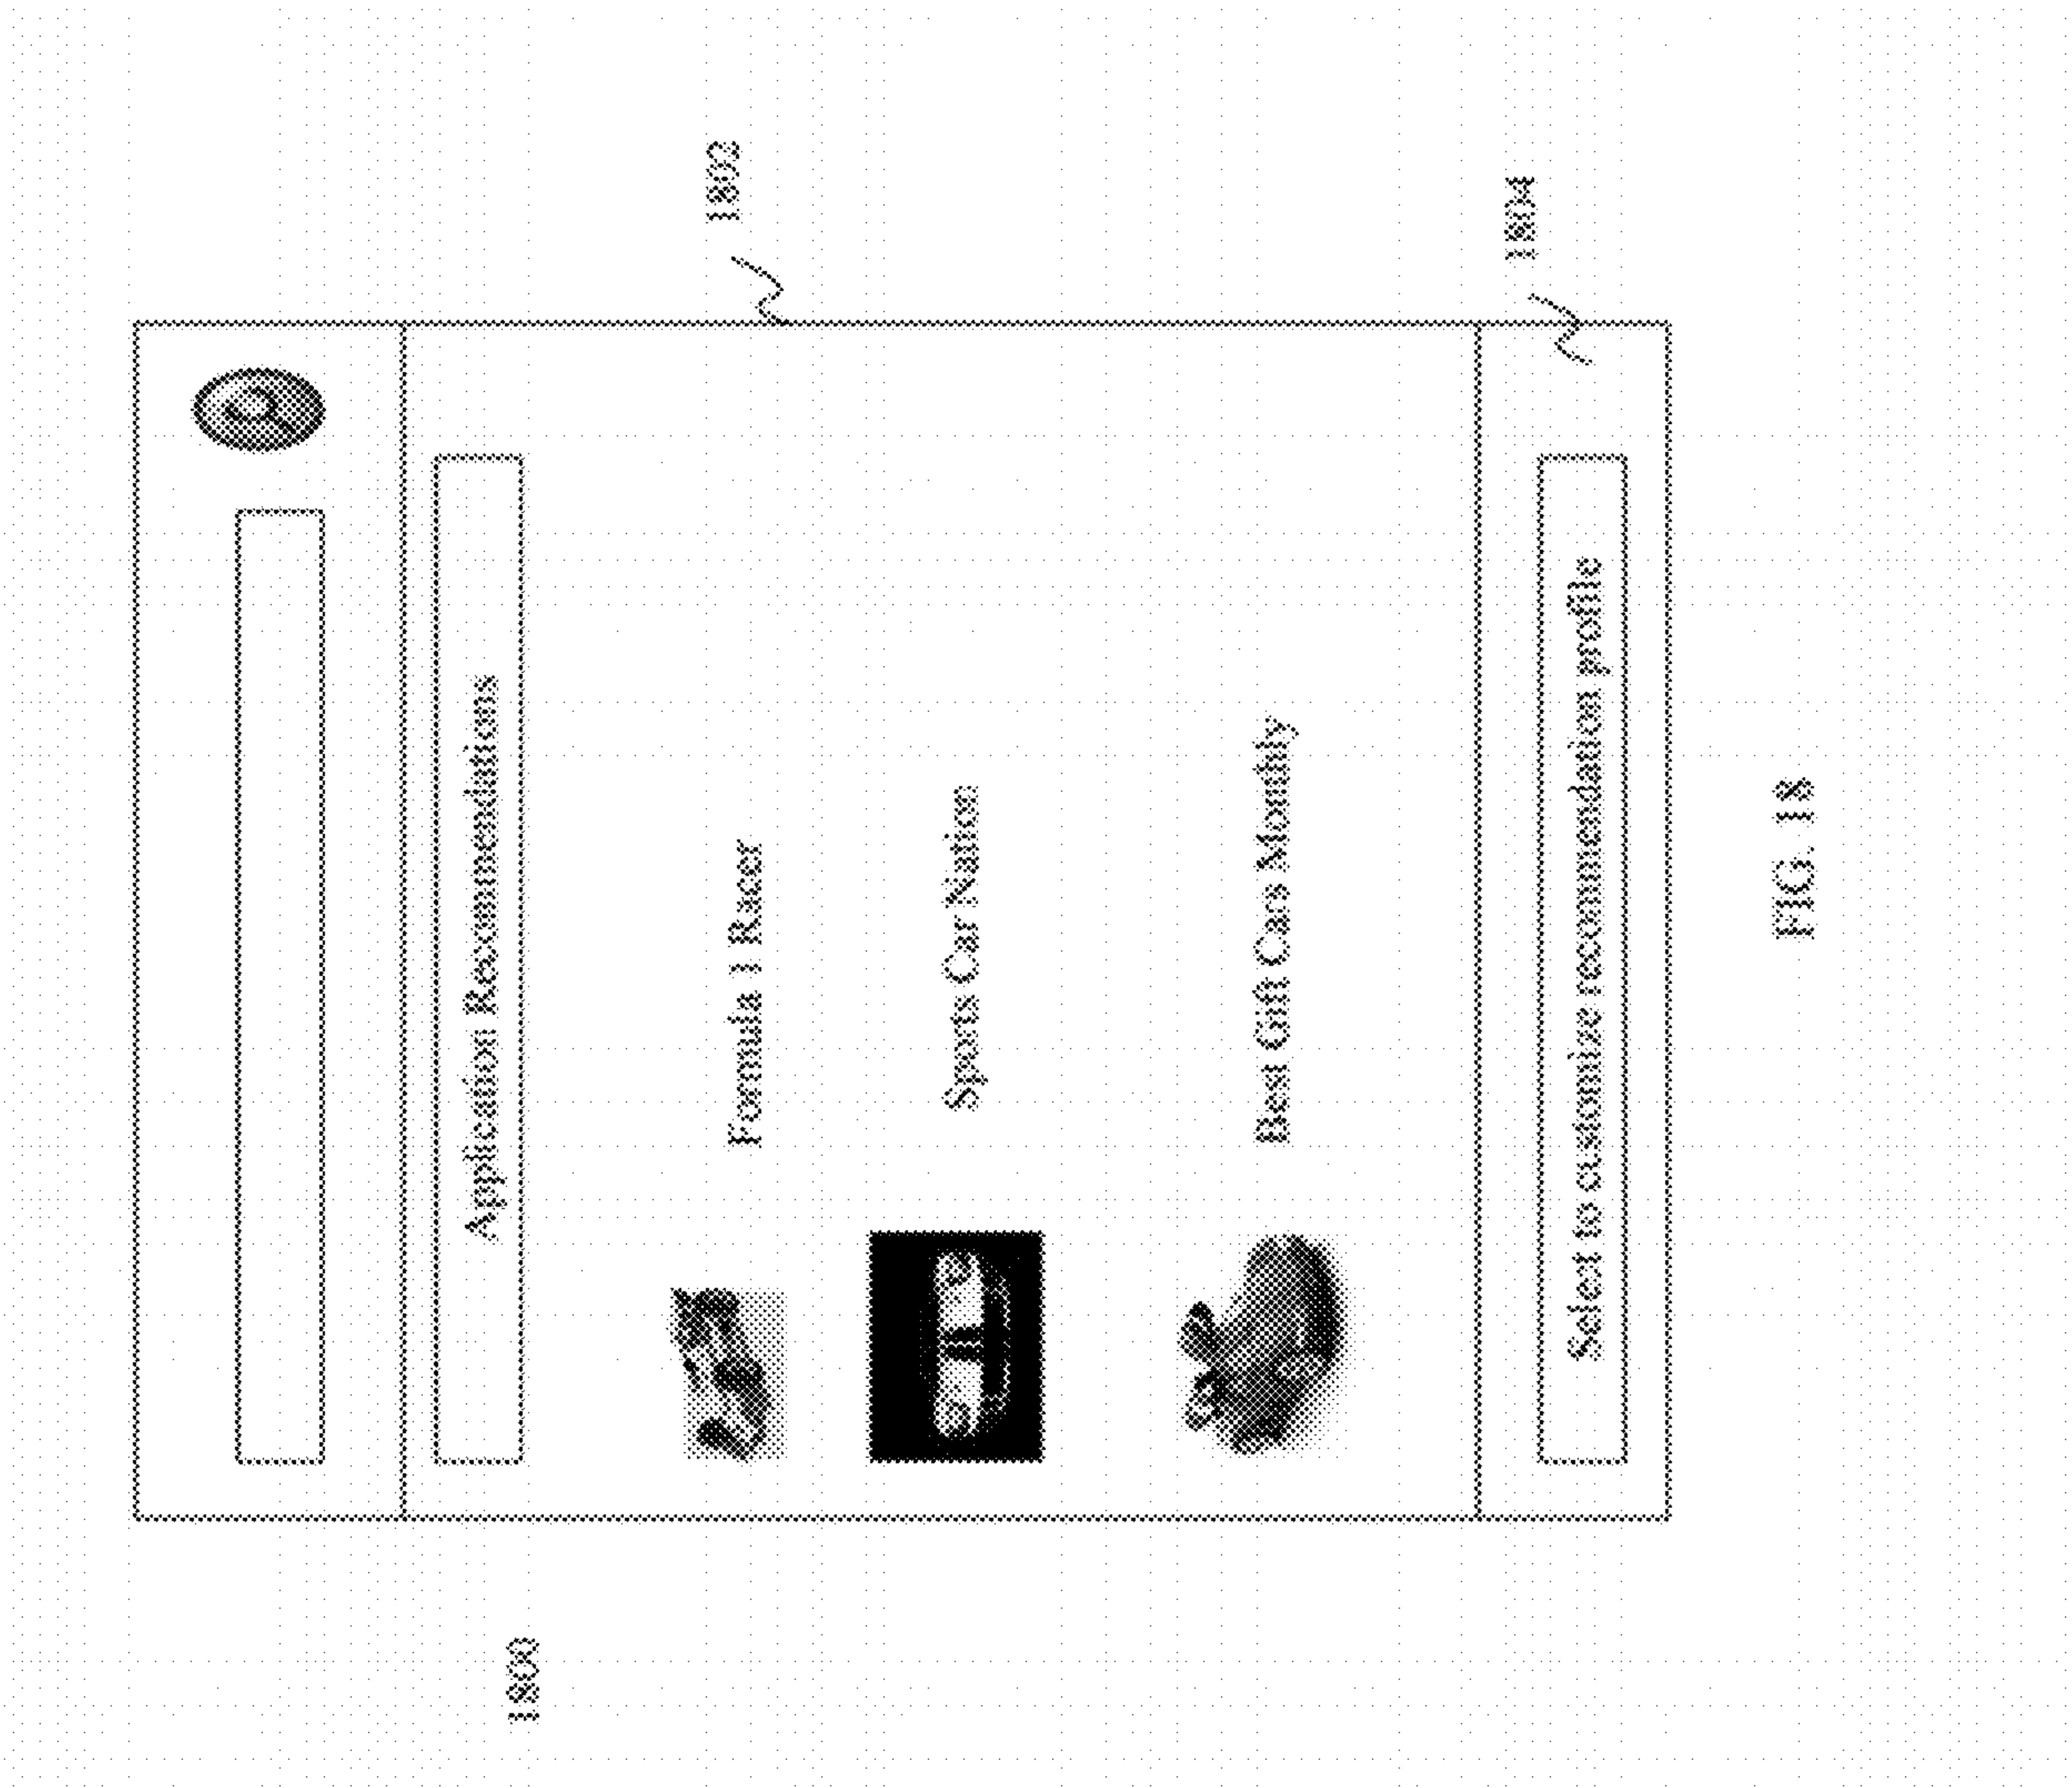 1800
Application Recommendations
Formula 1 Racer
1802
Sports Car Nation
Best Gift Cars Monthly
1804
Select to customize recommendation profile
FIG. 18